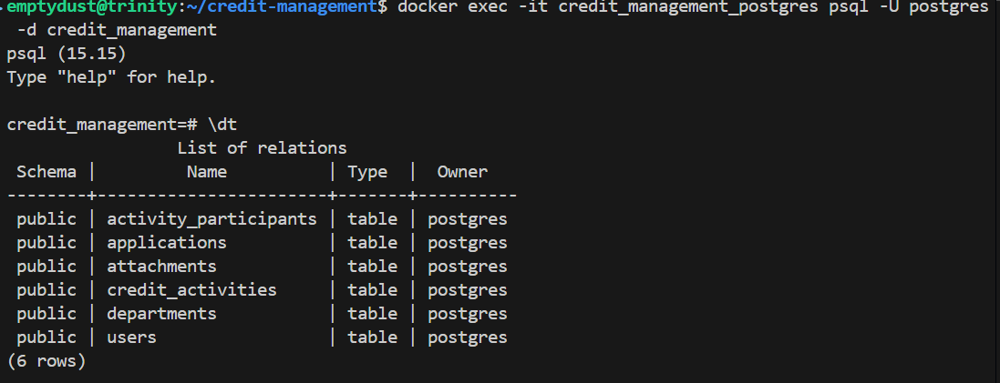 emptydust@trinity:~/credit-management$ docker exec -it credit_management_postgres psql -U postgres
 -d credit_management
psql (15.15)
Type "help" for help.

credit_management=# \dt
                 List of relations
 Schema |         Name          | Type  |  Owner
--------+-----------------------+-------+----------
 public | activity_participants | table | postgres
 public | applications          | table | postgres
 public | attachments           | table | postgres
 public | credit_activities     | table | postgres
 public | departments           | table | postgres
 public | users                 | table | postgres
(6 rows)